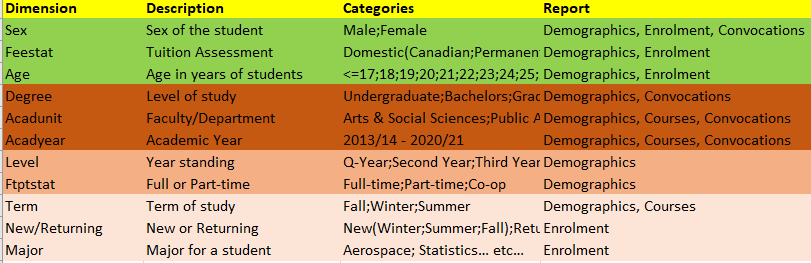 Dimension Description Categories Report
Sex Sex of the student Male;Female Demographics, Enrolment, Convocations
Feestat Tuition Assessment Domestic(Canadian;Permanen Demographics, Enrolment
Age Age in years of students <=17;18;19;20;21;22;23;24;25; Demographics, Enrolment
Degree Level of study Undergraduate;Bachelors;Grac Demographics, Convocations
Acadunit Faculty/Department Arts & Social Sciences;Public A Demographics, Courses, Convocations
Acadyear Academic Year 2013/14 - 2020/21 Demographics, Courses, Convocations
Level Year standing Q-Year;Second Year;Third Year Demographics
Ftptstat Full or Part-time Full-time;Part-time;Co-op Demographics
Term Term of study Fall;Winter;Summer Demographics, Courses
New/Returning New or Returning New(Winter;Summer;Fall);Retu Enrolment
Major Major for a student Aerospace; Statistics... etc... Enrolment